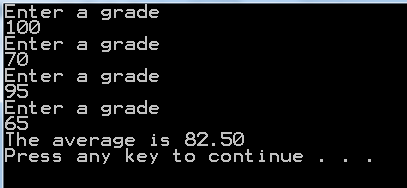 Enter a grade
100
Enter a grade
70
Enter a grade
95
Enter a grade
65
The average is 82.50
Press any key to continue . . .